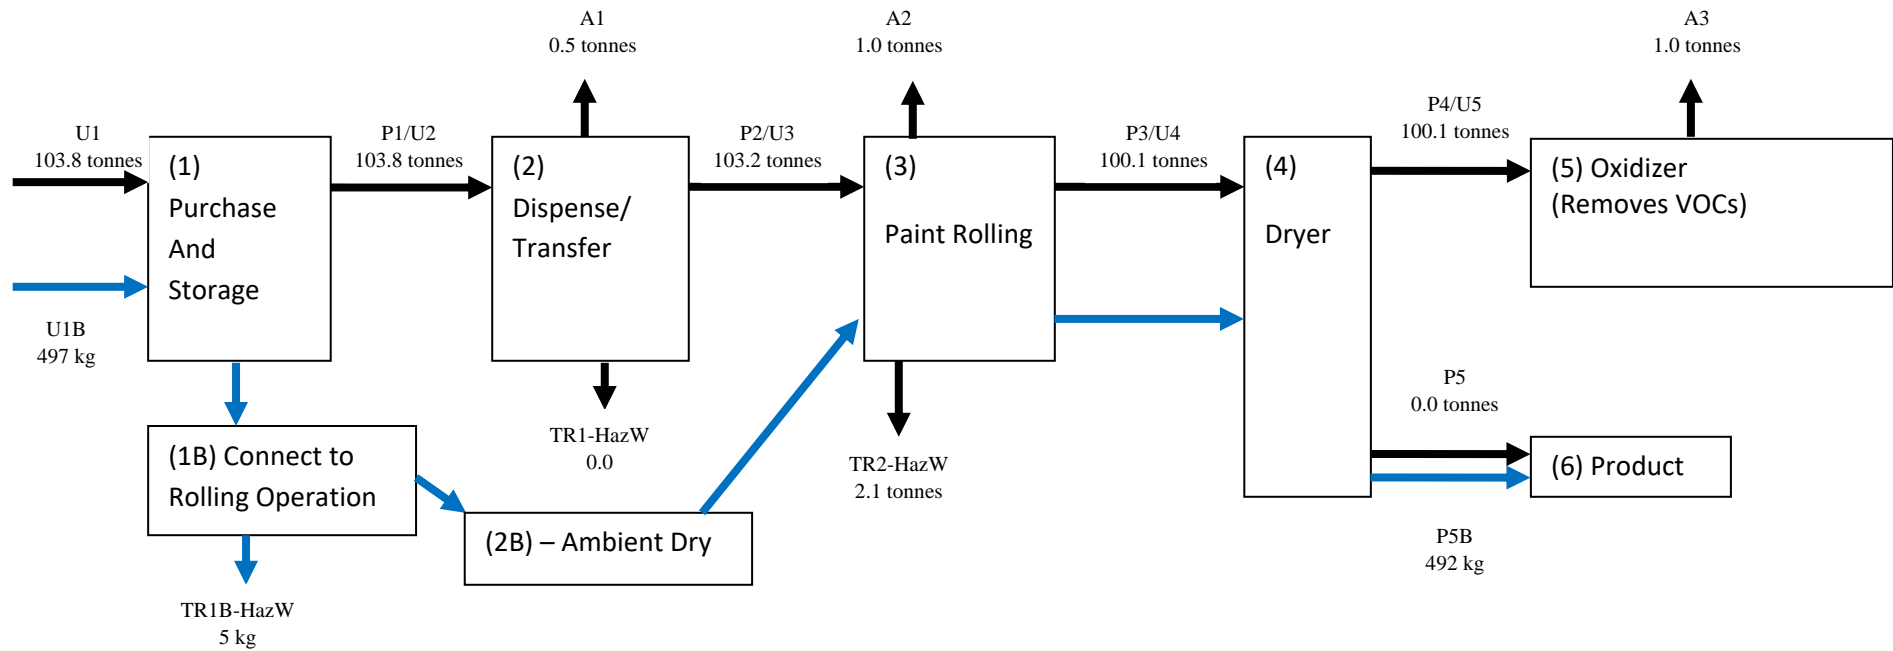 A1
0.5 tonnes
A2
1.0 tonnes
A3
1.0 tonnes
U1
103.8 tonnes
(1)
Purchase
And
Storage
P1/U2
103.8 tonnes
(2)
Dispense/
Transfer
P2/U3
103.2 tonnes
(3)
Paint Rolling
P3/U4
100.1 tonnes
(4)
Dryer
P4/U5
100.1 tonnes
(5) Oxidizer
(Removes VOCs)
U1B
497 kg
(1B) Connect to
Rolling Operation
TR1B-HazW
5 kg
(2B) – Ambient Dry
TR1-HazW
0.0
TR2-HazW
2.1 tonnes
P5
0.0 tonnes
(6) Product
P5B
492 kg